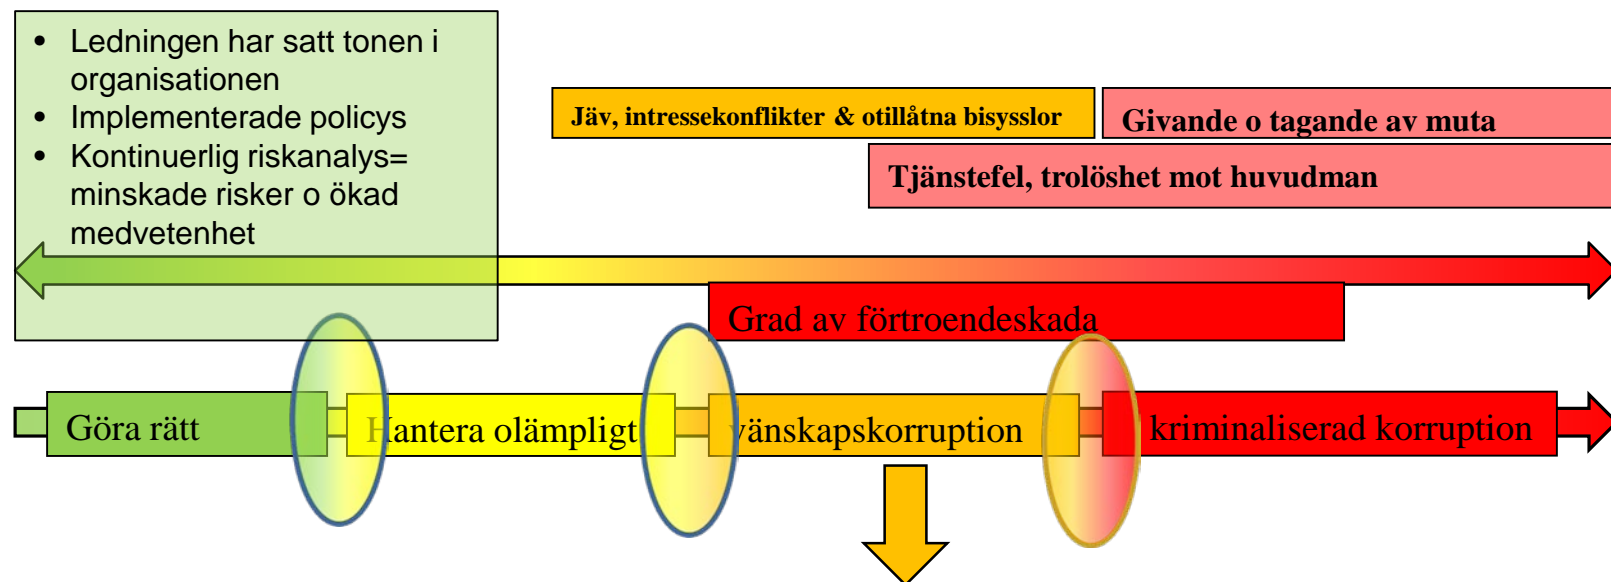 • Ledningen har satt tonen i
organisationen
• Implementerade policys
• Kontinuerlig riskanalys=
minskade risker o ökad
medvetenhet
Jäv, intressekonflikter & otillåtna bisysslor
Givande o tagande av muta
Tjänstefel, trolöshet mot huvudman
Grad av förtroendeskada
Göra rätt
Hantera olämpligt
vänskapskorruption
kriminaliserad korruption